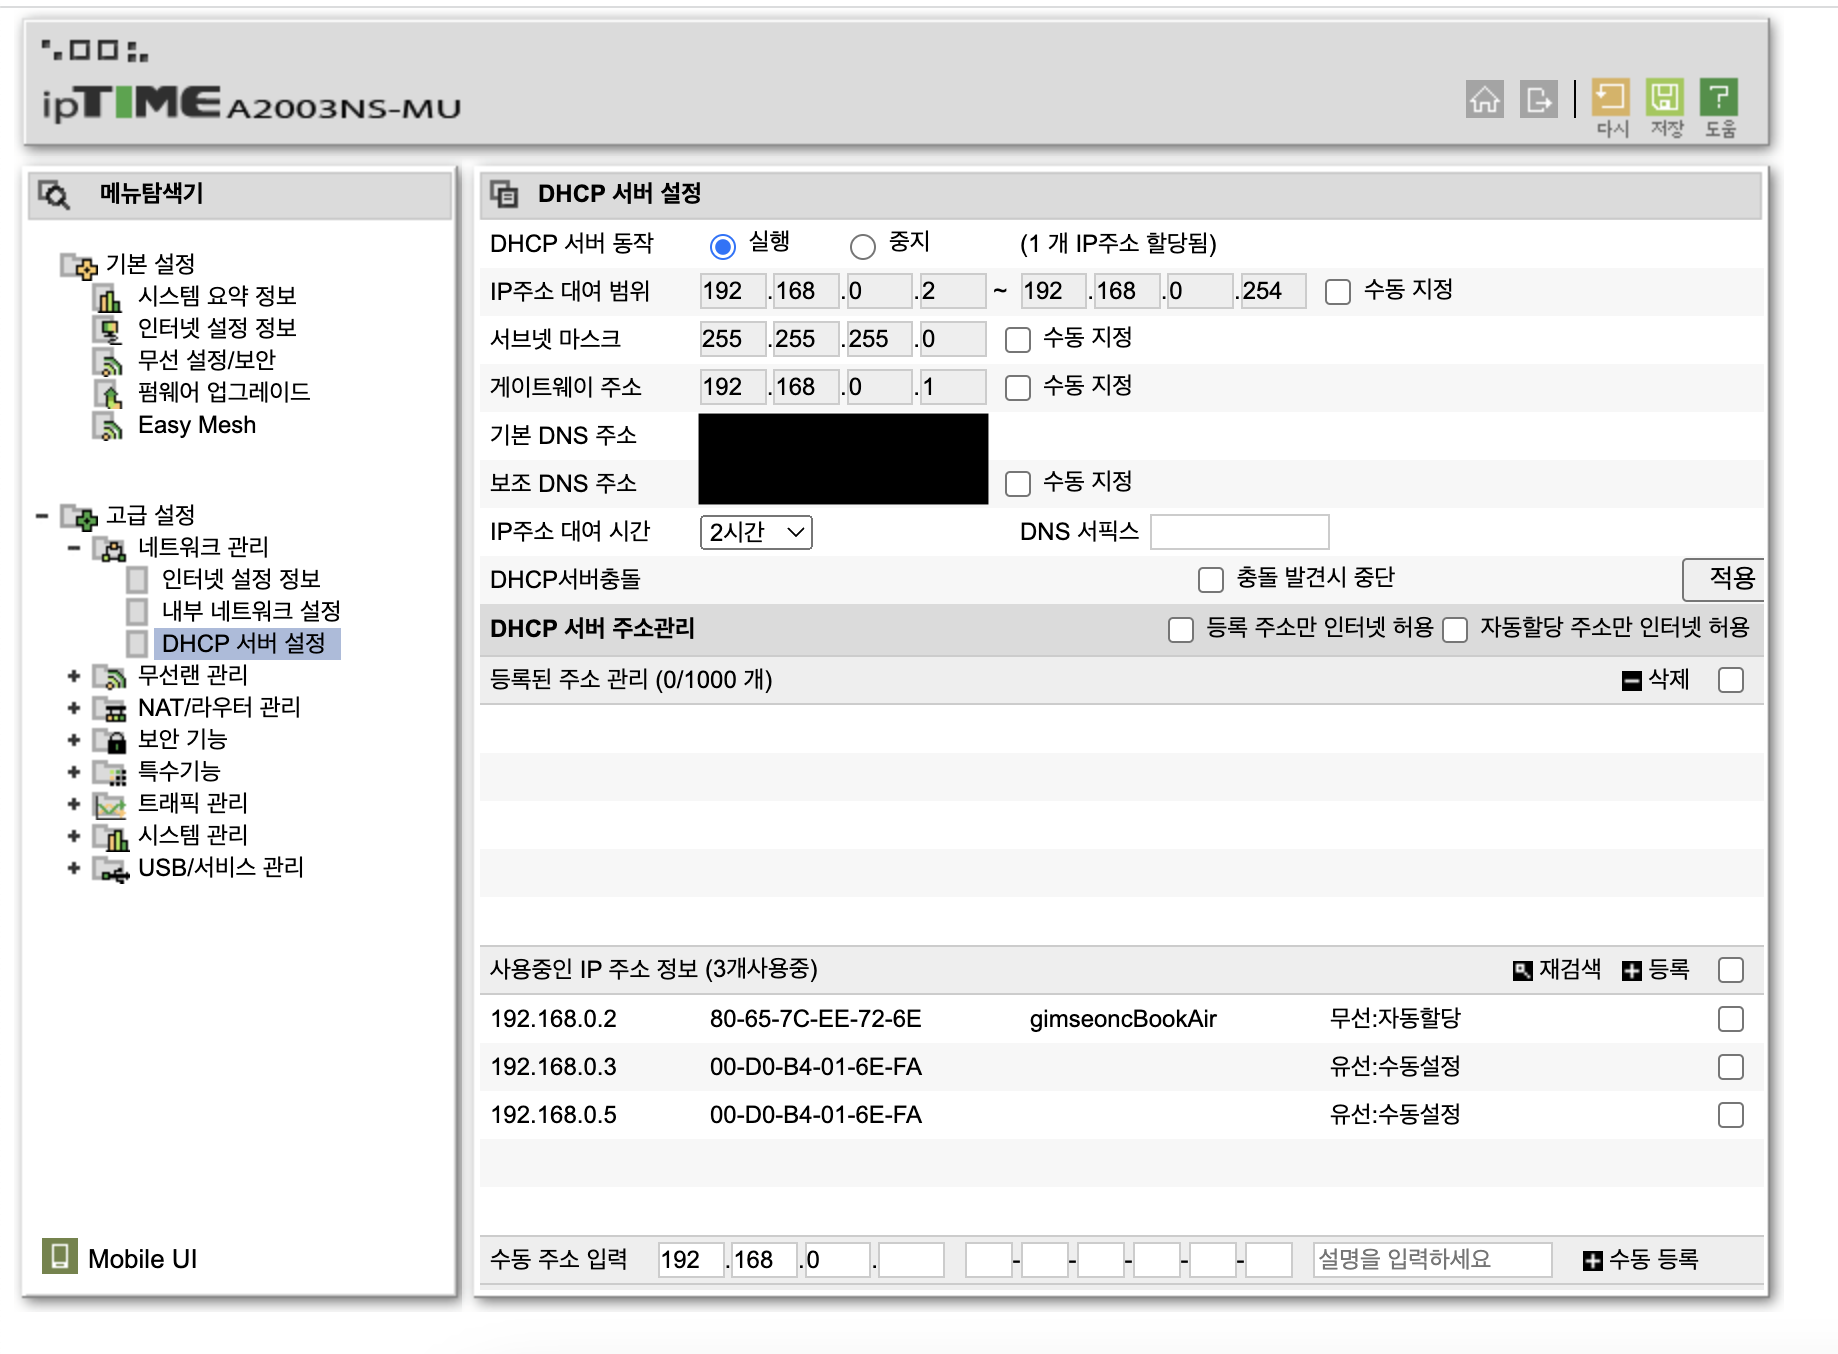 ipTIME A2003NS-MU
다시 저장 도움
메뉴탐색기
기본 설정
시스템 요약 정보
인터넷 설정 정보
무선 설정/보안
펌웨어 업그레이드
Easy Mesh
고급 설정
네트워크 관리
인터넷 설정 정보
내부 네트워크 설정
DHCP 서버 설정
무선랜 관리
NAT/라우터 관리
보안 기능
특수기능
트래픽 관리
시스템 관리
USB/서비스 관리
Mobile UI
DHCP 서버 설정
DHCP 서버 동작 실행 중지 (1 개 IP주소 할당됨)
IP주소 대여 범위 192 .168 .0 .2 ~ 192 .168 .0 .254 수동 지정
서브넷 마스크 255 .255 .255 .0 수동 지정
게이트웨이 주소 192 .168 .0 .1 수동 지정
기본 DNS 주소
보조 DNS 주소 수동 지정
IP주소 대여 시간 2시간 DNS 서픽스
DHCP서버충돌 충돌 발견시 중단 적용
DHCP 서버 주소관리 등록 주소만 인터넷 허용 자동할당 주소만 인터넷 허용
등록된 주소 관리 (0/1000 개) 삭제
사용중인 IP 주소 정보 (3개사용중) 재검색 등록
192.168.0.2 80-65-7C-EE-72-6E gimseoncBookAir 무선:자동할당
192.168.0.3 00-D0-B4-01-6E-FA 유선:수동설정
192.168.0.5 00-D0-B4-01-6E-FA 유선:수동설정
수동 주소 입력 192 .168 .0 . - - - - - 설명을 입력하세요 수동 등록